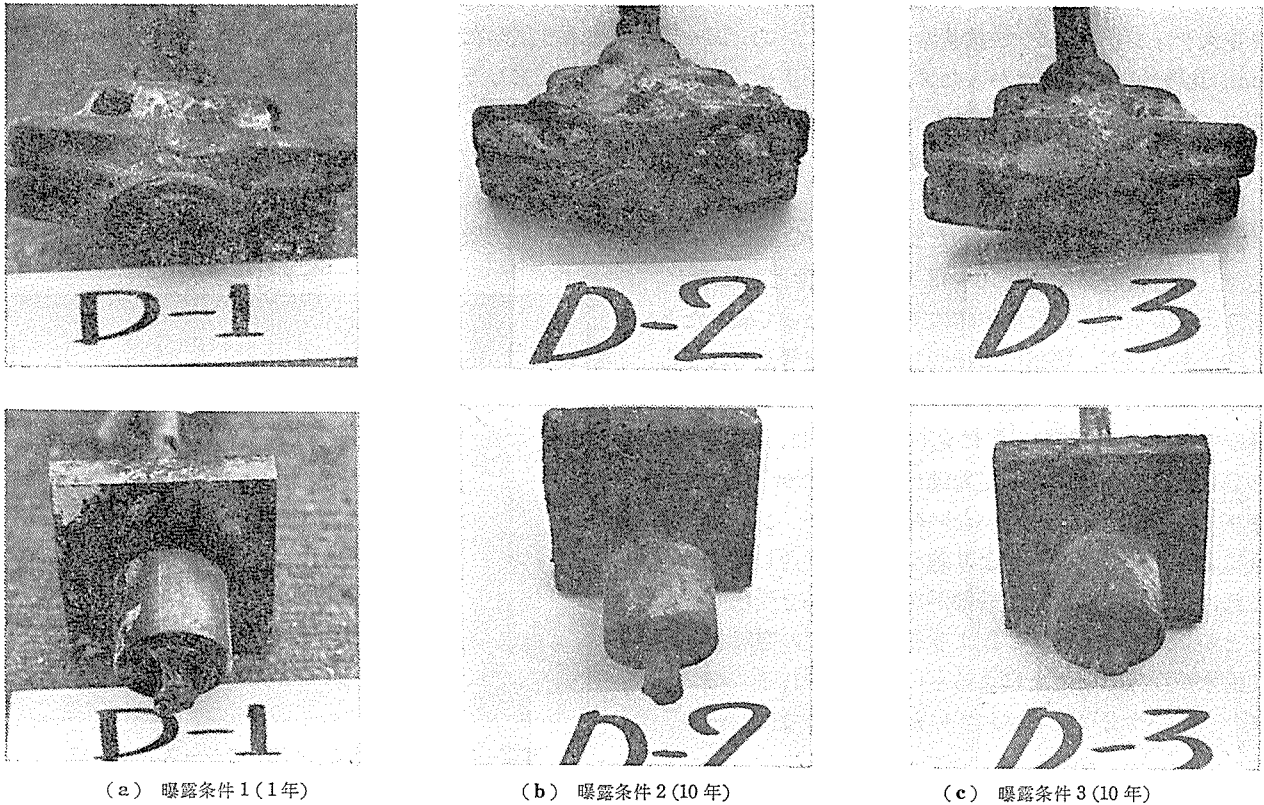 D-1
D-2
D-3
D-1
D-2
D-3
(a) 曝露条件1(1年)
(b) 曝露条件2(10年)
(c) 曝露条件3(10年)